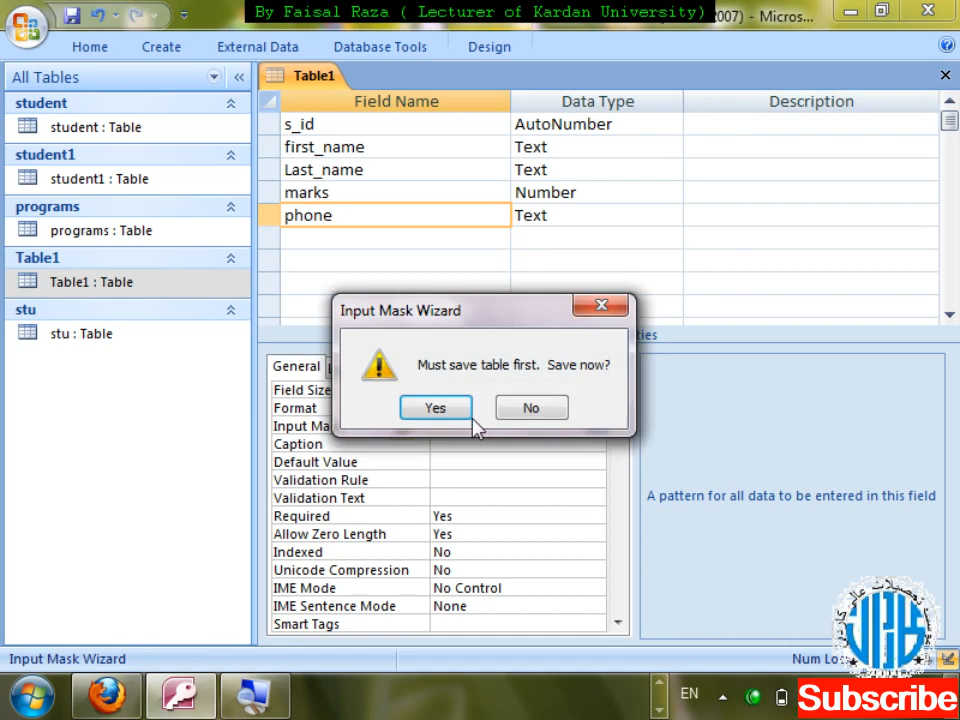 By Faisal Raza ( Lecturer of Kardan University)
2007) - Micros...
Home
Create
External Data
Database Tools
Design
All Tables
Table1
student
student : Table
student1
student1 : Table
programs
programs : Table
Table1
Table1 : Table
stu
stu : Table
Field Name
Data Type
Description
s_id
AutoNumber
first_name
Text
Last_name
Text
marks
Number
phone
Text
Input Mask Wizard
Must save table first. Save now?
Yes
No
ties
General
Field Size
Format
Input Ma
Caption
Default Value
Validation Rule
Validation Text
Required
Yes
Allow Zero Length
Yes
Indexed
No
Unicode Compression
No
IME Mode
No Control
IME Sentence Mode
None
Smart Tags
A pattern for all data to be entered in this field
Input Mask Wizard
Num Lo
EN
Subscribe